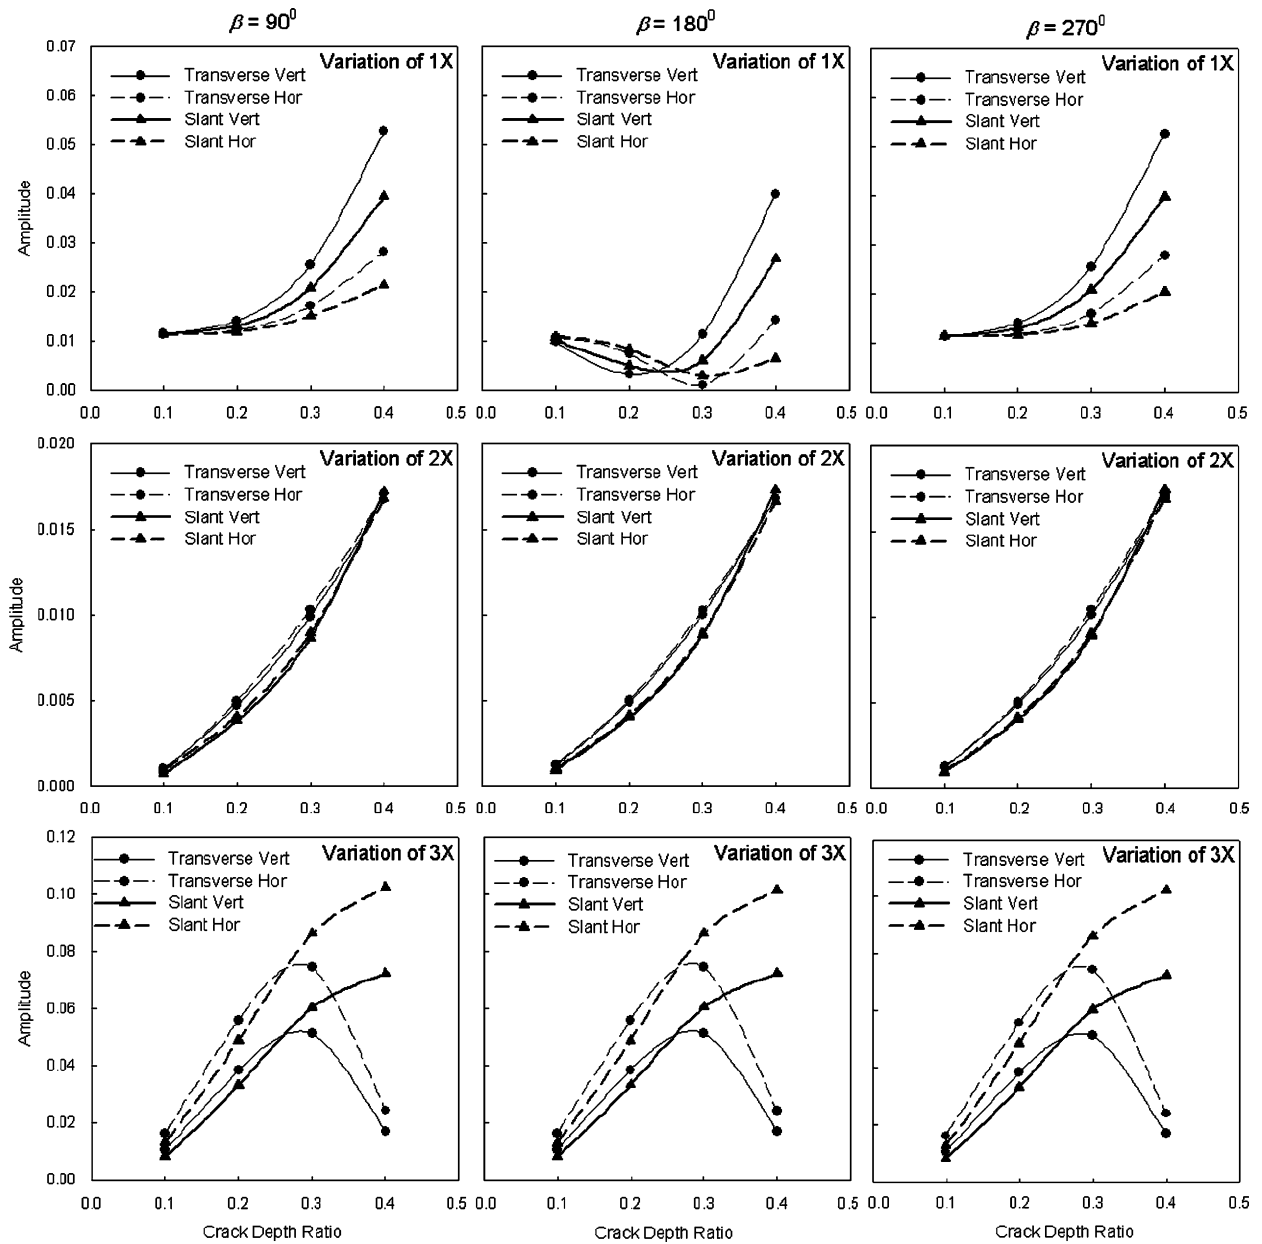 β = 90⁰ β = 180⁰ β = 270⁰
Variation of 1X Variation of 1X Variation of 1X
Transverse Vert Transverse Vert Transverse Vert
Transverse Hor Transverse Hor Transverse Hor
Slant Vert Slant Vert Slant Vert
Slant Hor Slant Hor Slant Hor
0.07
0.06
0.05
0.04
0.03
0.02
0.01
0.00
Amplitude
0.0 0.1 0.2 0.3 0.4 0.5 0.0 0.1 0.2 0.3 0.4 0.5 0.0 0.1 0.2 0.3 0.4 0.5
Variation of 2X Variation of 2X Variation of 2X
Transverse Vert Transverse Vert Transverse Vert
Transverse Hor Transverse Hor Transverse Hor
Slant Vert Slant Vert Slant Vert
Slant Hor Slant Hor Slant Hor
0.020
0.015
0.010
0.005
0.000
Amplitude
0.0 0.1 0.2 0.3 0.4 0.5 0.0 0.1 0.2 0.3 0.4 0.5 0.0 0.1 0.2 0.3 0.4 0.5
Variation of 3X Variation of 3X Variation of 3X
Transverse Vert Transverse Vert Transverse Vert
Transverse Hor Transverse Hor Transverse Hor
Slant Vert Slant Vert Slant Vert
Slant Hor Slant Hor Slant Hor
0.12
0.10
0.08
0.06
0.04
0.02
0.00
Amplitude
0.0 0.1 0.2 0.3 0.4 0.5 0.0 0.1 0.2 0.3 0.4 0.5 0.0 0.1 0.2 0.3 0.4 0.5
Crack Depth Ratio Crack Depth Ratio Crack Depth Ratio